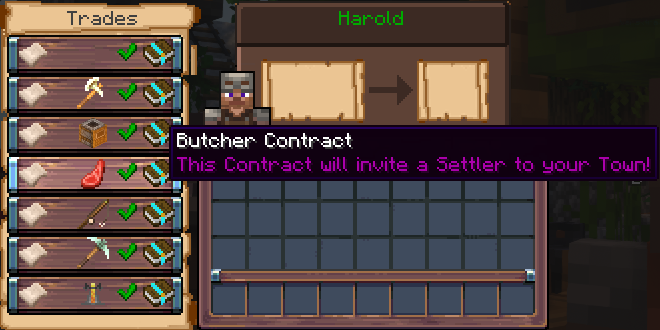 Trades
Harold
Butcher Contract
This Contract will invite a Settler to your Town!